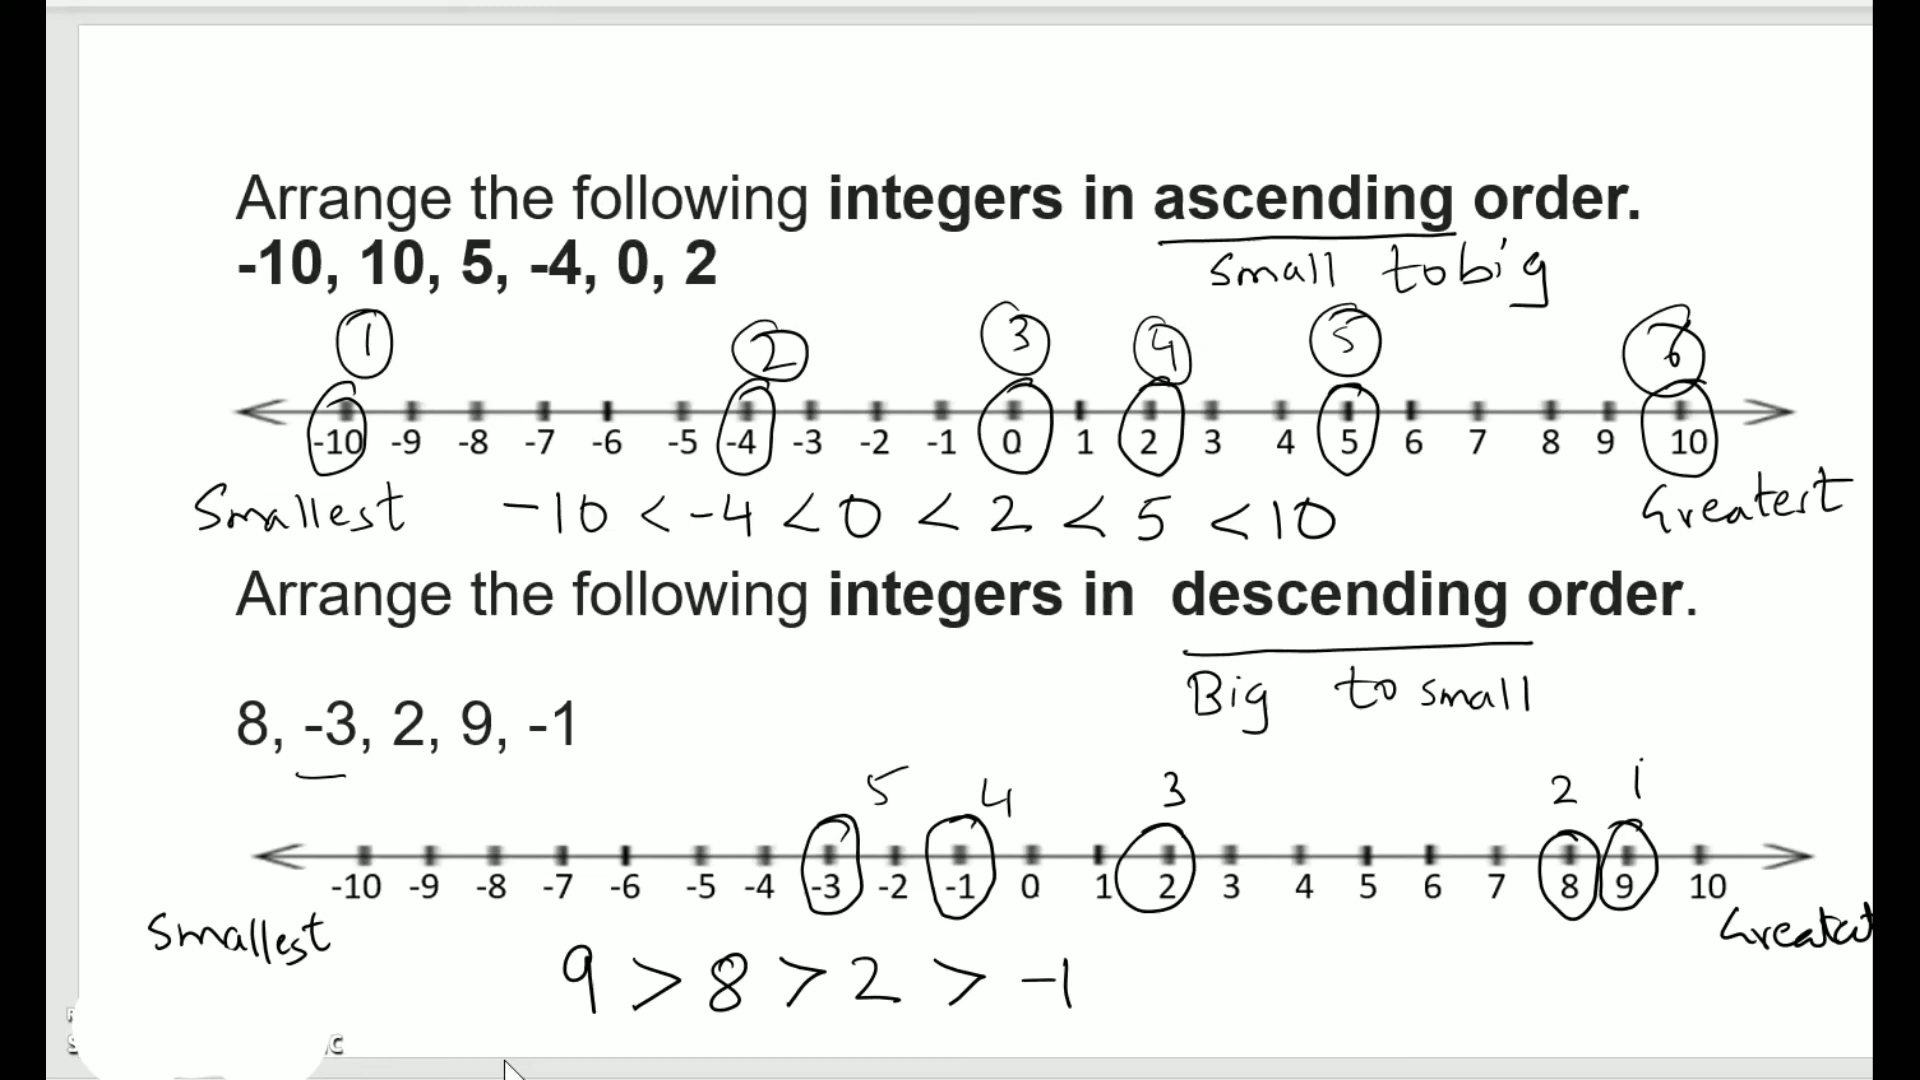 Arrange the following integers in ascending order.
-10, 10, 5, -4, 0, 2
small to big
1 2 3 4 5 6
-10 -9 -8 -7 -6 -5 -4 -3 -2 -1 0 1 2 3 4 5 6 7 8 9 10
Smallest -10 < -4 < 0 < 2 < 5 < 10 Greatest
Arrange the following integers in descending order.
Big to small
8, -3, 2, 9, -1
5 4 3 2 1
-10 -9 -8 -7 -6 -5 -4 -3 -2 -1 0 1 2 3 4 5 6 7 8 9 10
Smallest
9 > 8 > 2 > -1